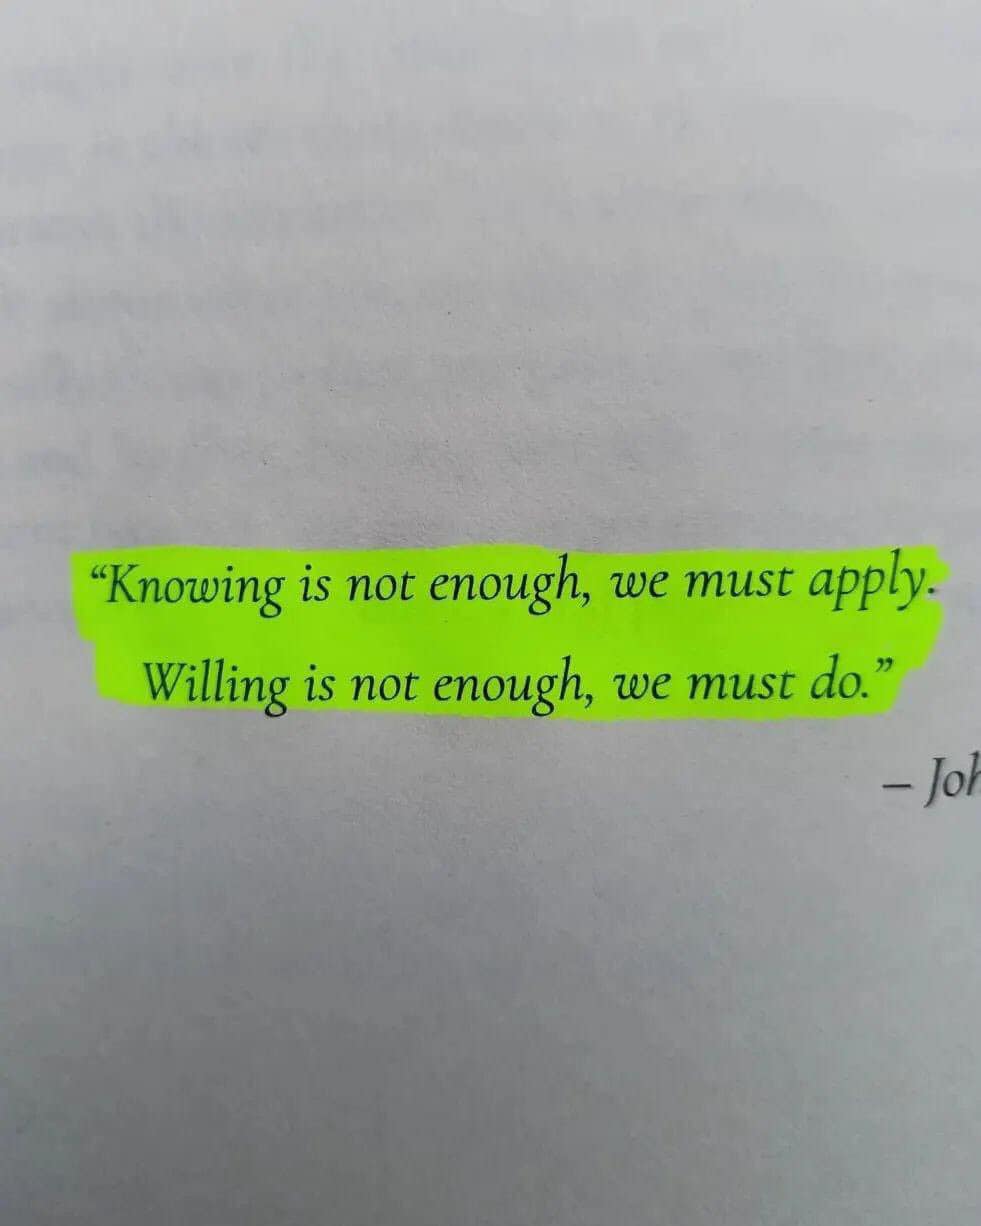 “Knowing is not enough, we must apply.
Willing is not enough, we must do.”
– Joh